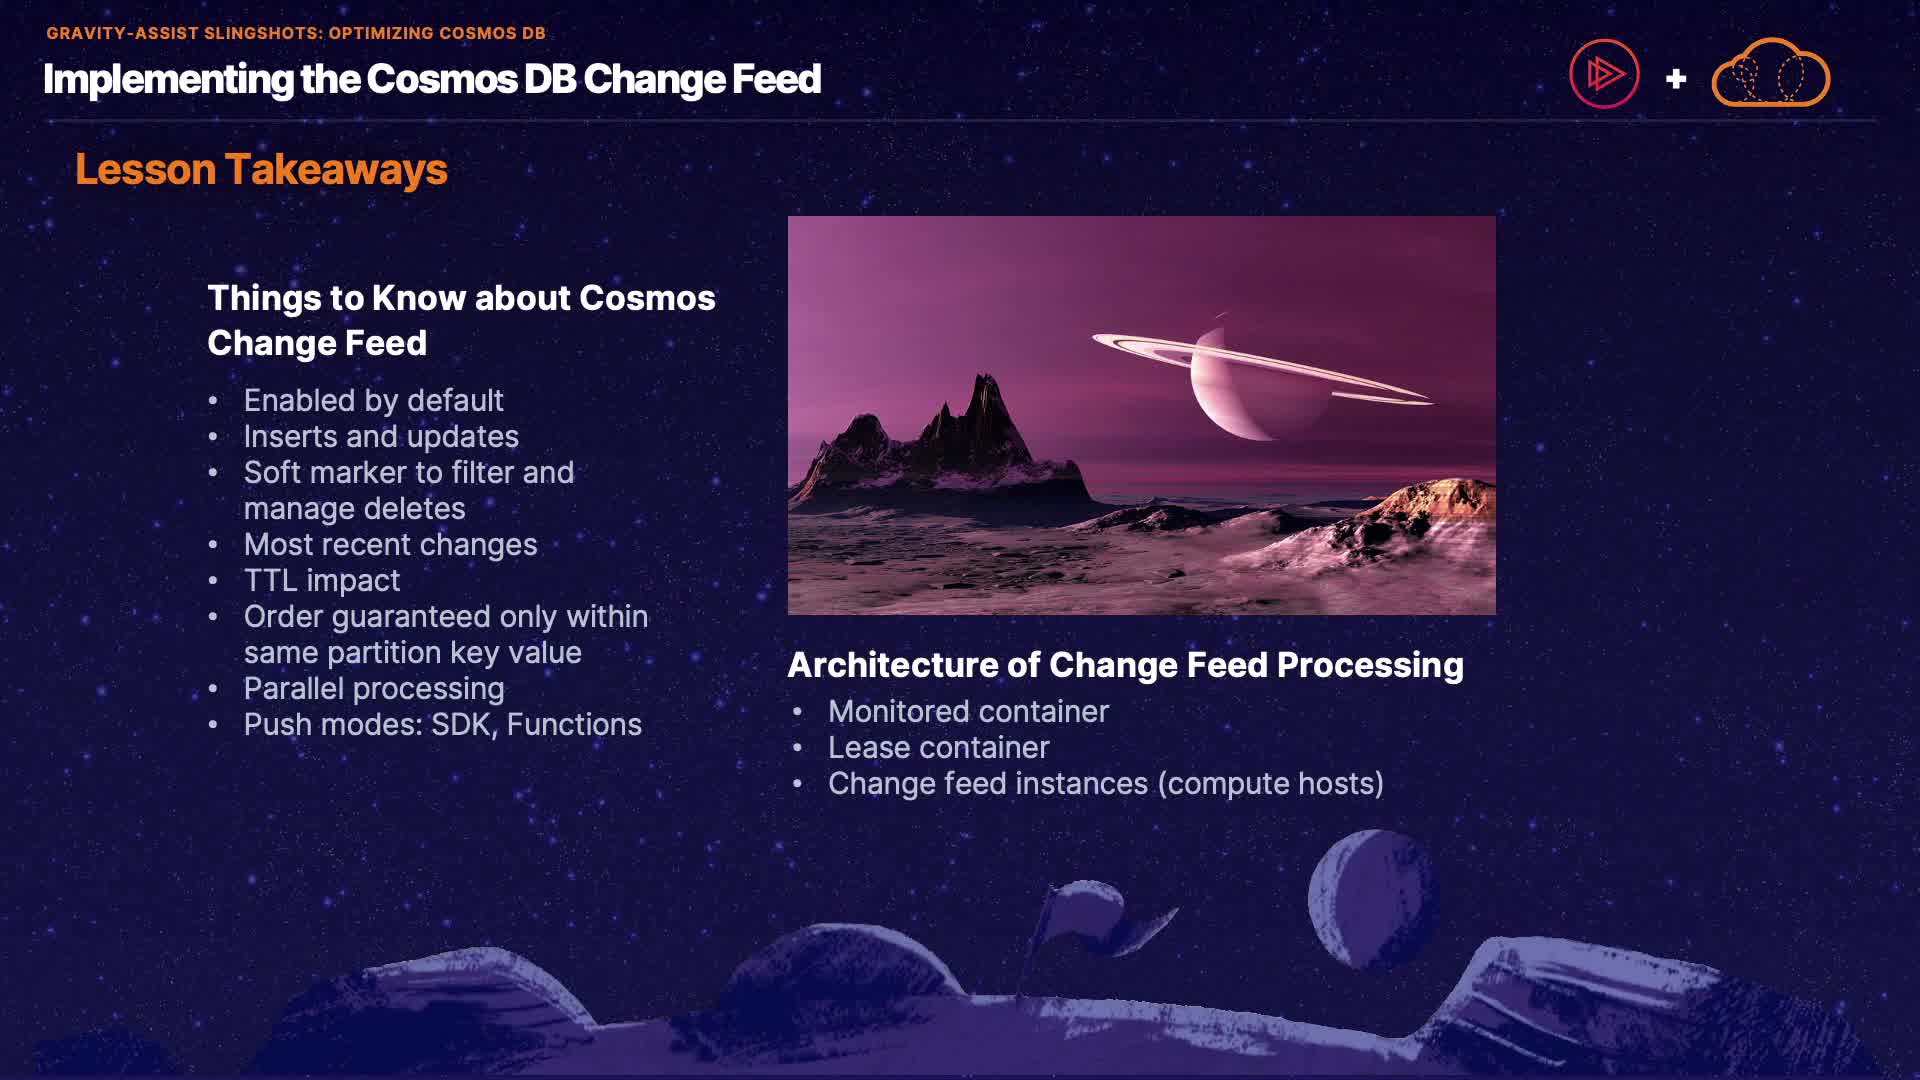 GRAVITY-ASSIST SLINGSHOTS: OPTIMIZING COSMOS DB
Implementing the Cosmos DB Change Feed
Lesson Takeaways
Things to Know about Cosmos
Change Feed
• Enabled by default
• Inserts and updates
• Soft marker to filter and
manage deletes
• Most recent changes
• TTL impact
• Order guaranteed only within
same partition key value
• Parallel processing
• Push modes: SDK, Functions
Architecture of Change Feed Processing
• Monitored container
• Lease container
• Change feed instances (compute hosts)